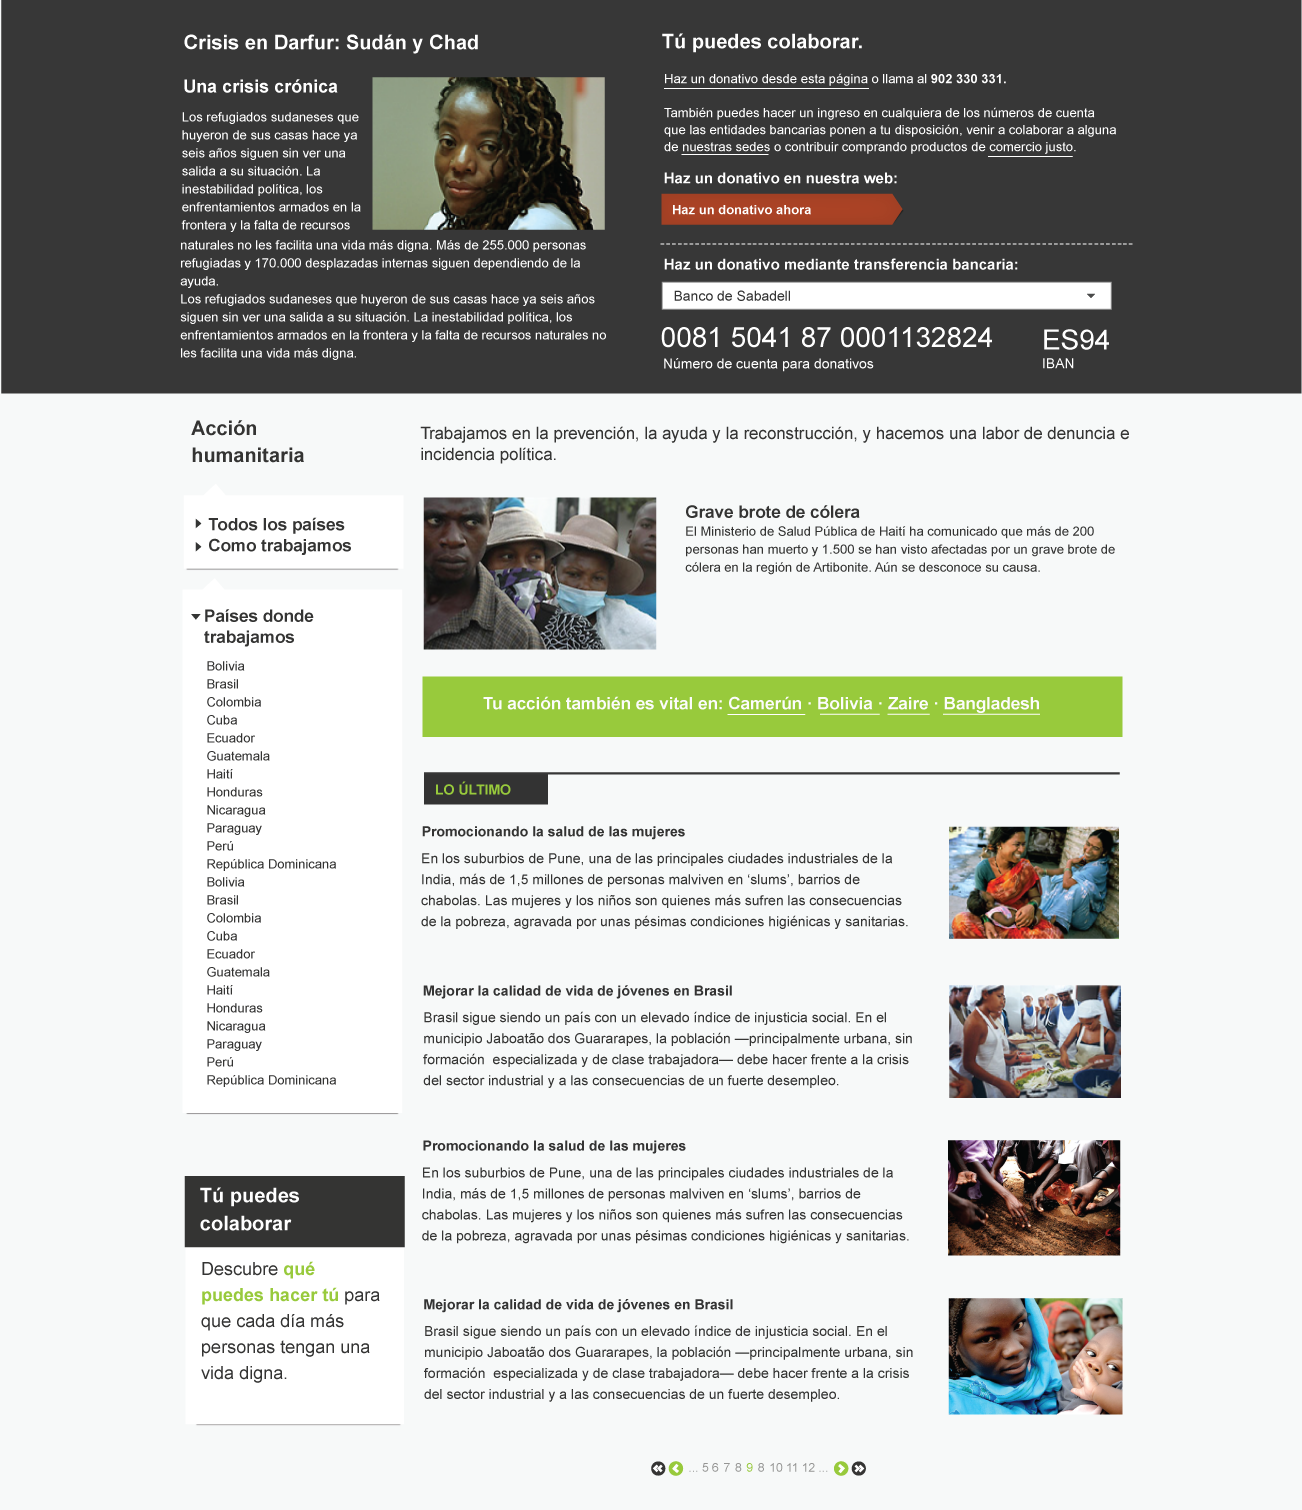 Crisis en Darfur: Sudán y Chad
Una crisis crónica
Los refugiados sudaneses que
huyeron de sus casas hace ya
seis años siguen sin ver una
salida a su situación. La
inestabilidad política, los
enfrentamientos armados en la
frontera y la falta de recursos
naturales no les facilita una vida más digna. Más de 255.000 personas
refugiadas y 170.000 desplazadas internas siguen dependiendo de la
ayuda.
Los refugiados sudaneses que huyeron de sus casas hace ya seis años
siguen sin ver una salida a su situación. La inestabilidad política, los
enfrentamientos armados en la frontera y la falta de recursos naturales no
les facilita una vida más digna.
Tú puedes colaborar.
Haz un donativo desde esta página o llama al 902 330 331.
También puedes hacer un ingreso en cualquiera de los números de cuenta
que las entidades bancarias ponen a tu disposición, venir a colaborar a alguna
de nuestras sedes o contribuir comprando productos de comercio justo.
Haz un donativo en nuestra web:
Haz un donativo ahora
Haz un donativo mediante transferencia bancaria:
Banco de Sabadell
0081 5041 87 0001132824 ES94
Número de cuenta para donativos IBAN
Acción
humanitaria
Todos los países
Como trabajamos
Países donde
trabajamos
Bolivia
Brasil
Colombia
Cuba
Ecuador
Guatemala
Haití
Honduras
Nicaragua
Paraguay
Perú
República Dominicana
Bolivia
Brasil
Colombia
Cuba
Ecuador
Guatemala
Haití
Honduras
Nicaragua
Paraguay
Perú
República Dominicana
Tú puedes
colaborar
Descubre qué
puedes hacer tú para
que cada día más
personas tengan una
vida digna.
Trabajamos en la prevención, la ayuda y la reconstrucción, y hacemos una labor de denuncia e
incidencia política.
Grave brote de cólera
El Ministerio de Salud Pública de Haití ha comunicado que más de 200
personas han muerto y 1.500 se han visto afectadas por un grave brote de
cólera en la región de Artibonite. Aún se desconoce su causa.
Tu acción también es vital en: Camerún · Bolivia · Zaire · Bangladesh
LO ÚLTIMO
Promocionando la salud de las mujeres
En los suburbios de Pune, una de las principales ciudades industriales de la
India, más de 1,5 millones de personas malviven en ‘slums’, barrios de
chabolas. Las mujeres y los niños son quienes más sufren las consecuencias
de la pobreza, agravada por unas pésimas condiciones higiénicas y sanitarias.
Mejorar la calidad de vida de jóvenes en Brasil
Brasil sigue siendo un país con un elevado índice de injusticia social. En el
municipio Jaboatão dos Guararapes, la población —principalmente urbana, sin
formación  especializada y de clase trabajadora— debe hacer frente a la crisis
del sector industrial y a las consecuencias de un fuerte desempleo.
Promocionando la salud de las mujeres
En los suburbios de Pune, una de las principales ciudades industriales de la
India, más de 1,5 millones de personas malviven en ‘slums’, barrios de
chabolas. Las mujeres y los niños son quienes más sufren las consecuencias
de la pobreza, agravada por unas pésimas condiciones higiénicas y sanitarias.
Mejorar la calidad de vida de jóvenes en Brasil
Brasil sigue siendo un país con un elevado índice de injusticia social. En el
municipio Jaboatão dos Guararapes, la población —principalmente urbana, sin
formación  especializada y de clase trabajadora— debe hacer frente a la crisis
del sector industrial y a las consecuencias de un fuerte desempleo.
... 5 6 7 8 9 8 10 11 12 ...